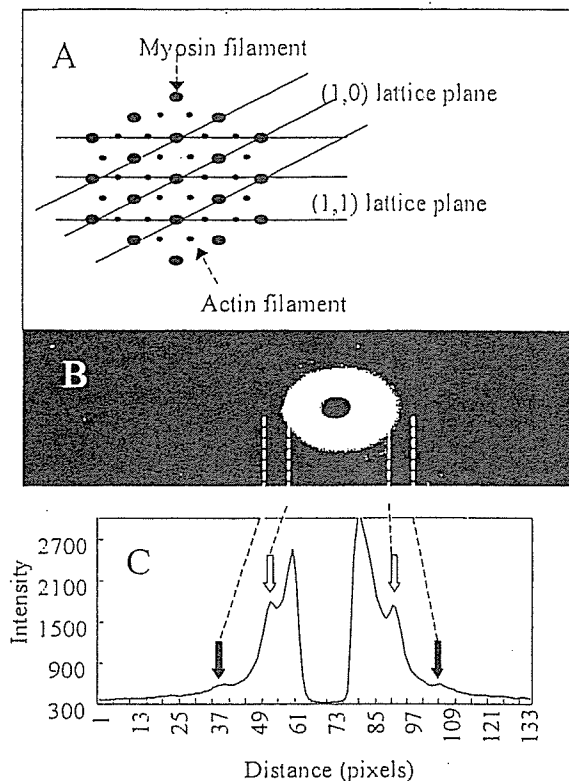 A
Myosin filament
(1,0) lattice plane
(1,1) lattice plane
Actin filament
B
C
Intensity
2700
2100
1500
900
300
1
13
25
37
49
61
73
85
97
109
121
133
Distance (pixels)